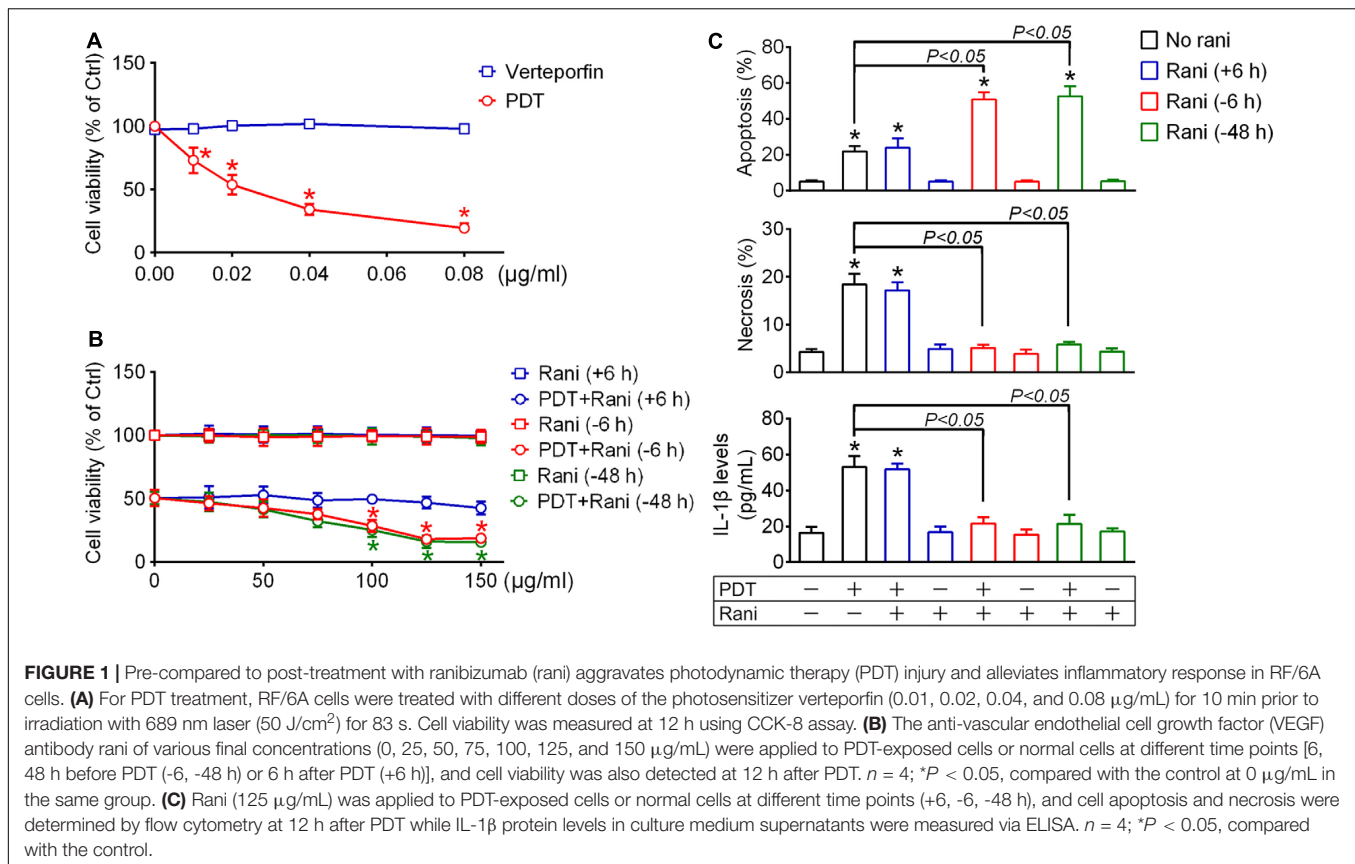 A
150
100
50
0
Cell viability (% of Ctrl)
Verteporfin
PDT
*
*
*
*
0.00 0.02 0.04 0.06 0.08 (µg/ml)
B
150
100
50
0
Cell viability (% of Ctrl)
Rani (+6 h)
PDT+Rani (+6 h)
Rani (-6 h)
PDT+Rani (-6 h)
Rani (-48 h)
PDT+Rani (-48 h)
* * *
* * *
0 50 100 150 (µg/ml)
C
No rani
Rani (+6 h)
Rani (-6 h)
Rani (-48 h)
80
60
40
20
0
Apoptosis (%)
P<0.05
P<0.05
* * * *
30
20
10
0
Necrosis (%)
P<0.05
P<0.05
* *
80
60
40
20
0
IL-1β levels
(pg/mL)
P<0.05
P<0.05
* *
PDT − + + − + − + −
Rani − − + + + + + +
FIGURE 1 | Pre-compared to post-treatment with ranibizumab (rani) aggravates photodynamic therapy (PDT) injury and alleviates inflammatory response in RF/6A
cells. (A) For PDT treatment, RF/6A cells were treated with different doses of the photosensitizer verteporfin (0.01, 0.02, 0.04, and 0.08 µg/mL) for 10 min prior to
irradiation with 689 nm laser (50 J/cm²) for 83 s. Cell viability was measured at 12 h using CCK-8 assay. (B) The anti-vascular endothelial cell growth factor (VEGF)
antibody rani of various final concentrations (0, 25, 50, 75, 100, 125, and 150 µg/mL) were applied to PDT-exposed cells or normal cells at different time points [6,
48 h before PDT (-6, -48 h) or 6 h after PDT (+6 h)], and cell viability was also detected at 12 h after PDT. n = 4; *P < 0.05, compared with the control at 0 µg/mL in
the same group. (C) Rani (125 µg/mL) was applied to PDT-exposed cells or normal cells at different time points (+6, -6, -48 h), and cell apoptosis and necrosis were
determined by flow cytometry at 12 h after PDT while IL-1β protein levels in culture medium supernatants were measured via ELISA. n = 4; *P < 0.05, compared
with the control.